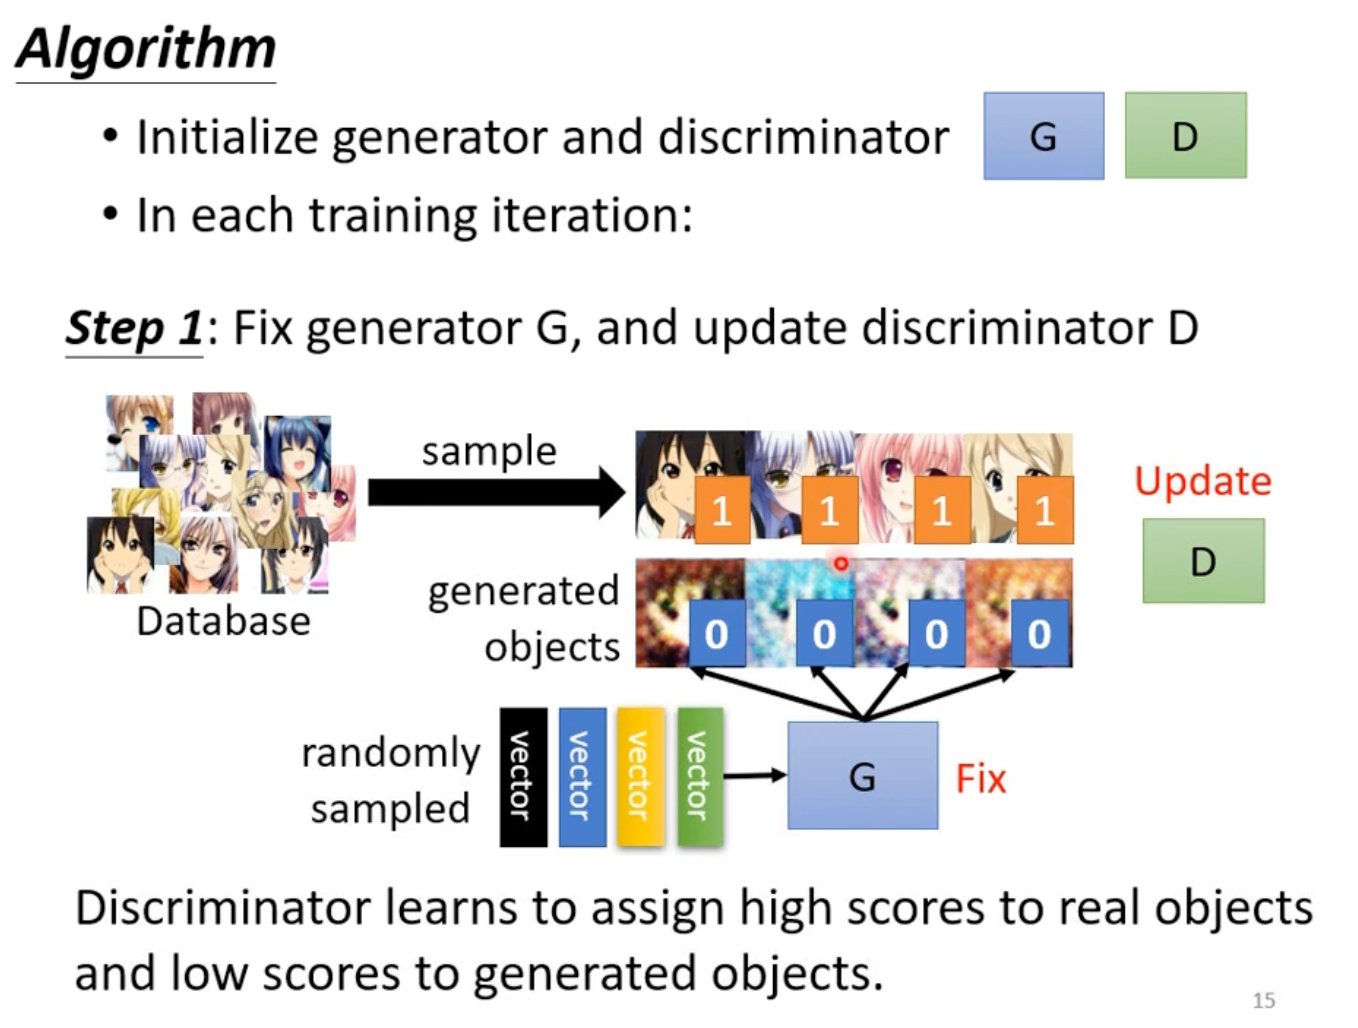 Algorithm
• Initialize generator and discriminator G D
• In each training iteration:
Step 1: Fix generator G, and update discriminator D
sample
1 1 1 1
Update
D
Database
generated
objects
0 0 0 0
randomly
sampled
vector vector vector vector
G
Fix
Discriminator learns to assign high scores to real objects
and low scores to generated objects.
15